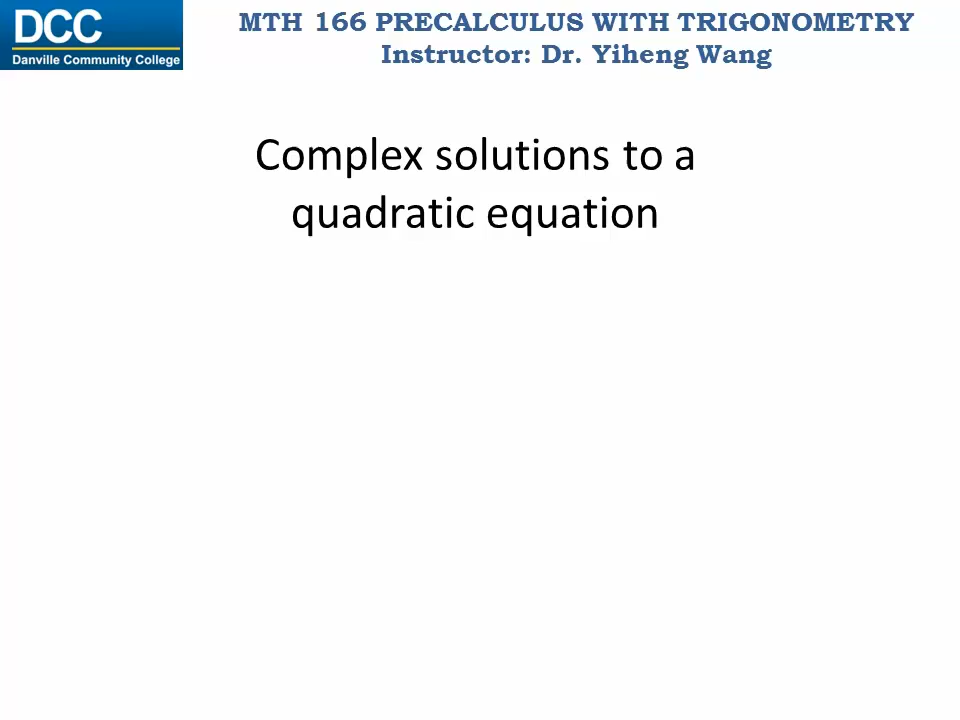 DCC
Danville Community College
MTH 166 PRECALCULUS WITH TRIGONOMETRY
Instructor: Dr. Yiheng Wang
Complex solutions to a
quadratic equation